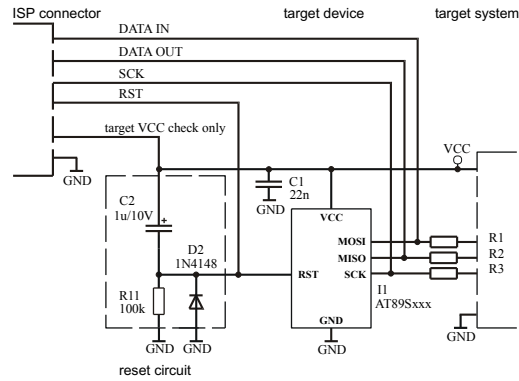 ISP connector
target device
target system
DATA IN
DATA OUT
SCK
RST
target VCC check only
VCC
GND
C1
22n
GND
C2
1u/10V
+
VCC
D2
1N4148
MOSI
MISO
SCK
RST
R1
R2
R3
R11
100k
I1
AT89Sxxx
GND
GND
GND
GND
GND
reset circuit